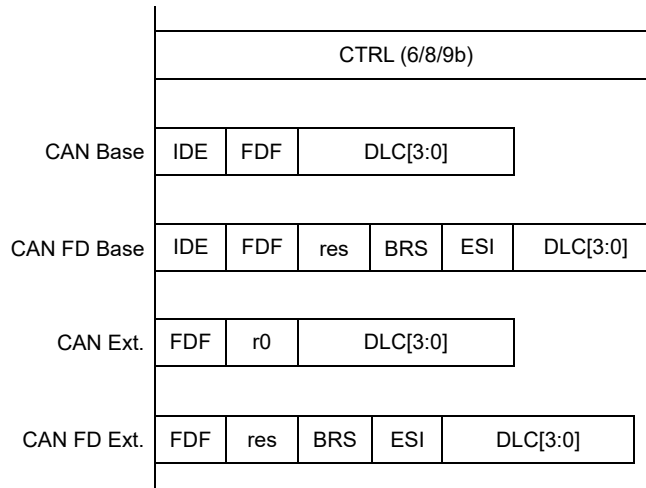 CTRL (6/8/9b)
CAN Base IDE FDF DLC[3:0]
CAN FD Base IDE FDF res BRS ESI DLC[3:0]
CAN Ext. FDF r0 DLC[3:0]
CAN FD Ext. FDF res BRS ESI DLC[3:0]